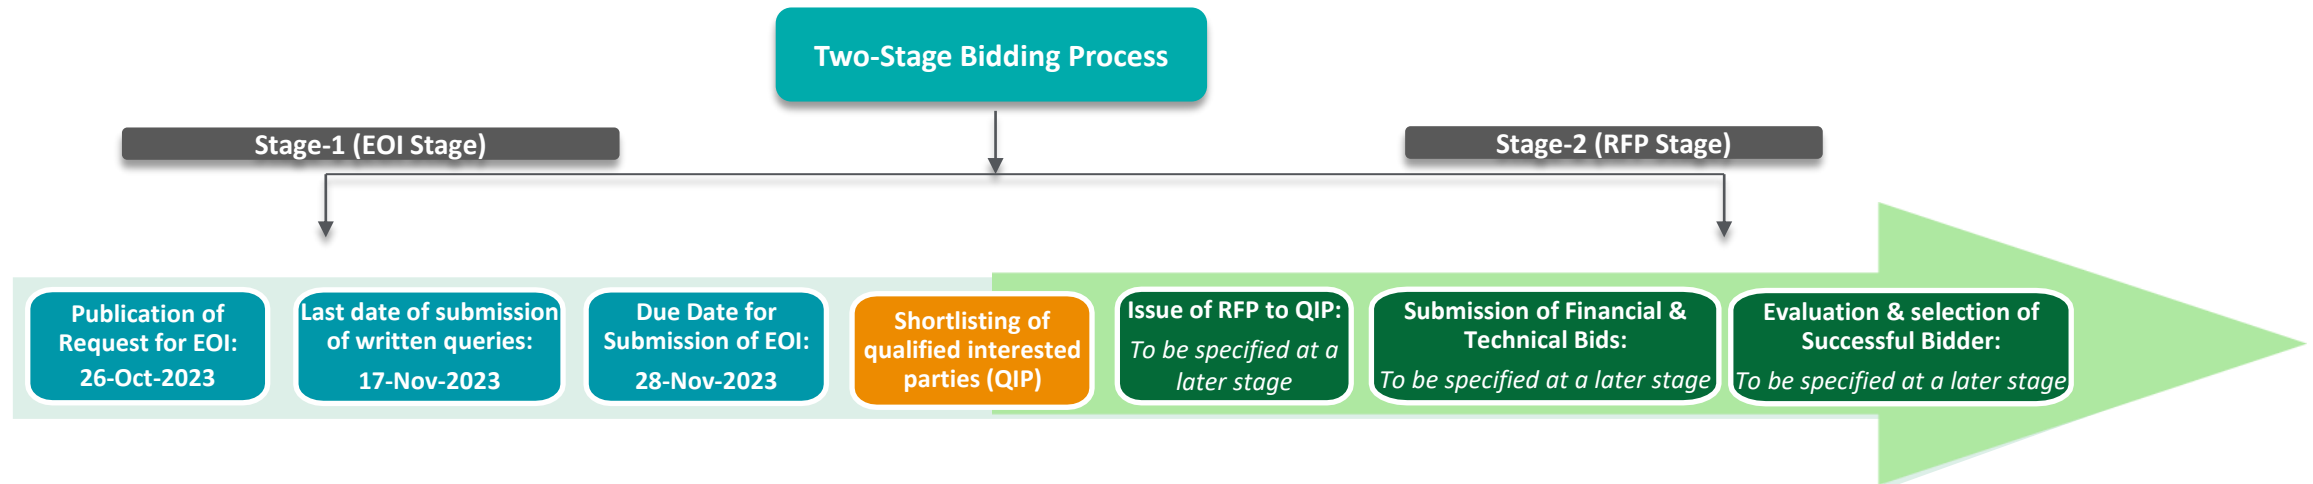 Two-Stage Bidding Process
Stage-1 (EOI Stage)
Stage-2 (RFP Stage)
Publication of
Request for EOI:
26-Oct-2023
Last date of submission
of written queries:
17-Nov-2023
Due Date for
Submission of EOI:
28-Nov-2023
Shortlisting of
qualified interested
parties (QIP)
Issue of RFP to QIP:
To be specified at a
later stage
Submission of Financial &
Technical Bids:
To be specified at a later stage
Evaluation & selection of
Successful Bidder:
To be specified at a later stage